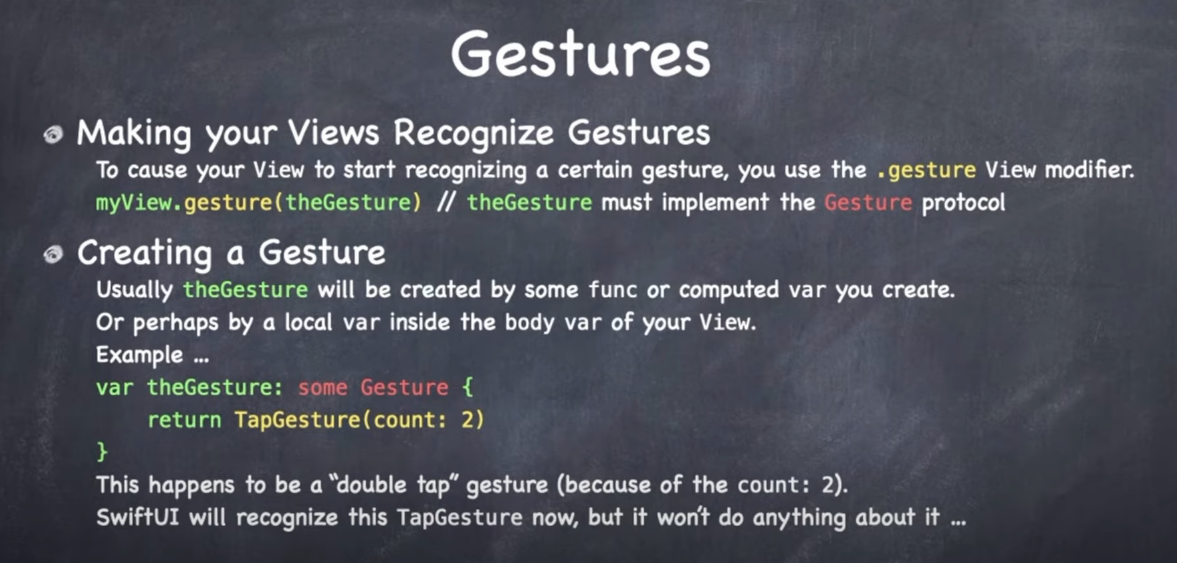 Gestures
Making your Views Recognize Gestures
To cause your View to start recognizing a certain gesture, you use the .gesture View modifier.
myView.gesture(theGesture) // theGesture must implement the Gesture protocol
Creating a Gesture
Usually theGesture will be created by some func or computed var you create.
Or perhaps by a local var inside the body var of your View.
Example ...
var theGesture: some Gesture {
    return TapGesture(count: 2)
}
This happens to be a “double tap” gesture (because of the count: 2).
SwiftUI will recognize this TapGesture now, but it won’t do anything about it ...